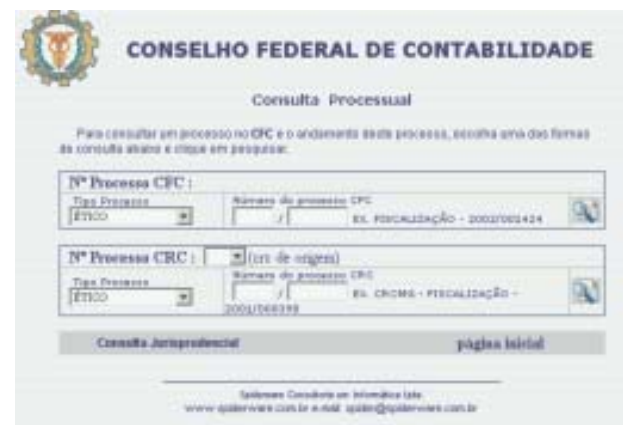 CONSELHO FEDERAL DE CONTABILIDADE
Consulta Processual
Para consultar um processo no CFC e o andamento deste processo, escolha uma das formas
de consulta abaixo e clique em pesquisar.
Nº Processo CFC :
Tipo Processo
Número do processo CFC
ÉTICO
/
Ex. FISCALIZAÇÃO - 2002/001424
Nº Processo CRC : (crc de origem)
Tipo Processo
Número do processo CRC
ÉTICO
/
Ex. CRCMG - FISCALIZAÇÃO -
2001/000398
Consulta Jurisprudencial
página inicial
Spiderware Consultoria em Informática Ltda.
www.spiderware.com.br e-mail: spider@spiderware.com.br